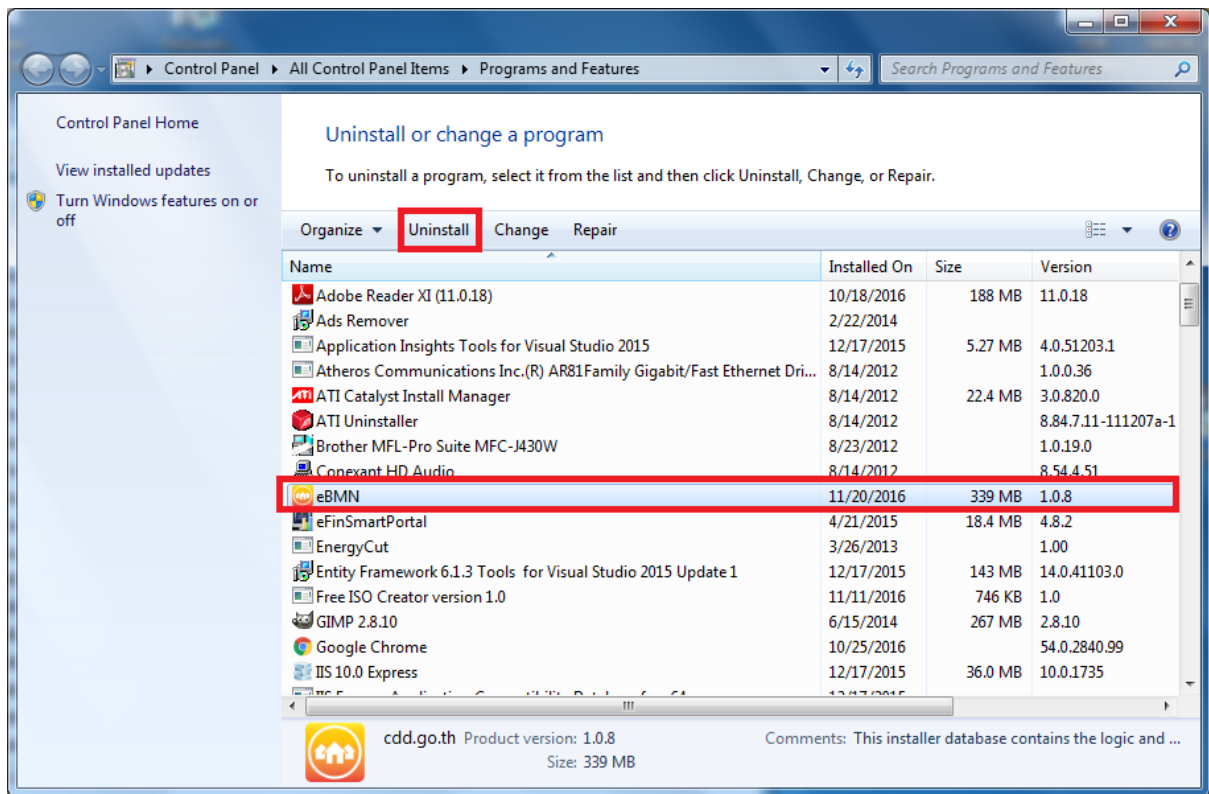 Control Panel All Control Panel Items Programs and Features Search Programs and Features
Control Panel Home
View installed updates
Turn Windows features on or
off
Uninstall or change a program
To uninstall a program, select it from the list and then click Uninstall, Change, or Repair.
Organize Uninstall Change Repair
Name Installed On Size Version
Adobe Reader XI (11.0.18) 10/18/2016 188 MB 11.0.18
Ads Remover 2/22/2014
Application Insights Tools for Visual Studio 2015 12/17/2015 5.27 MB 4.0.51203.1
Atheros Communications Inc.(R) AR81Family Gigabit/Fast Ethernet Dri... 8/14/2012 1.0.0.36
ATI ATI Catalyst Install Manager 8/14/2012 22.4 MB 3.0.820.0
ATI Uninstaller 8/14/2012 8.84.7.11-111207a-1
Brother MFL-Pro Suite MFC-J430W 8/23/2012 1.0.19.0
Conexant HD Audio 8/14/2012 8.54.4.51
eBMN 11/20/2016 339 MB 1.0.8
eFinSmartPortal 4/21/2015 18.4 MB 4.8.2
EnergyCut 3/26/2013 1.00
Entity Framework 6.1.3 Tools for Visual Studio 2015 Update 1 12/17/2015 143 MB 14.0.41103.0
Free ISO Creator version 1.0 11/11/2016 746 KB 1.0
GIMP 2.8.10 6/15/2014 267 MB 2.8.10
Google Chrome 10/25/2016 54.0.2840.99
IIS 10.0 Express 12/17/2015 36.0 MB 10.0.1735
cdd.go.th Product version: 1.0.8 Comments: This installer database contains the logic and ...
Size: 339 MB